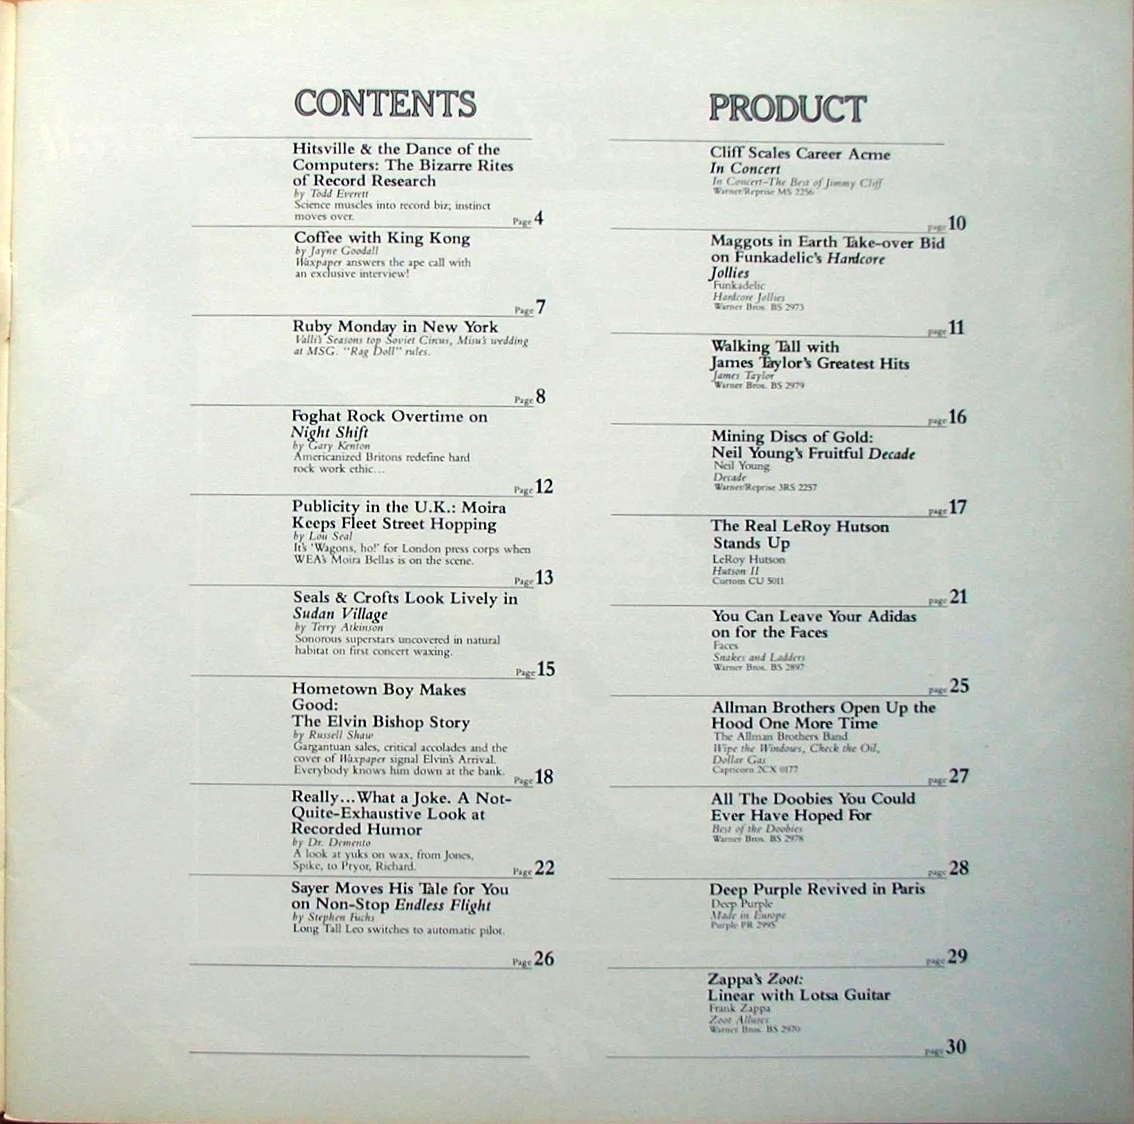 CONTENTS
Hitsville & the Dance of the
Computers: The Bizarre Rites
of Record Research
by Todd Everett
Science muscles into record biz; instinct
moves over.
Page 4
Coffee with King Kong
by Jayne Goodall
Waxpaper answers the ape call with
an exclusive interview!
Page 7
Ruby Monday in New York
Valli's Seasons top Soviet Circus, Misu's wedding
at MSG. "Rag Doll" rules.
Page 8
Foghat Rock Overtime on
Night Shift
by Gary Kenton
Americanized Britons redefine hard
rock work ethic...
Page 12
Publicity in the U.K.: Moira
Keeps Fleet Street Hopping
by Lou Seal
It's 'Wagons, ho!' for London press corps when
WEA's Moira Bellas is on the scene.
Page 13
Seals & Crofts Look Lively in
Sudan Village
by Terry Atkinson
Sonorous superstars uncovered in natural
habitat on first concert waxing.
Page 15
Hometown Boy Makes
Good:
The Elvin Bishop Story
by Russell Shaw
Gargantuan sales, critical accolades and the
cover of Waxpaper signal Elvin's Arrival.
Everybody knows him down at the bank.
Page 18
Really...What a Joke. A Not-
Quite-Exhaustive Look at
Recorded Humor
by Dr. Demento
A look at yuks on wax, from Jones,
Spike, to Pryor, Richard.
Page 22
Sayer Moves His Tale for You
on Non-Stop Endless Flight
by Stephen Fuchs
Long Tall Leo switches to automatic pilot.
Page 26
PRODUCT
Cliff Scales Career Acme
In Concert
In Concert-The Best of Jimmy Cliff
Warner/Reprise MS 2256
page 10
Maggots in Earth Take-over Bid
on Funkadelic's Hardcore
Jollies
Funkadelic
Hardcore Jollies
Warner Bros. BS 2973
page 11
Walking Tall with
James Taylor's Greatest Hits
James Taylor
Warner Bros. BS 2979
page 16
Mining Discs of Gold:
Neil Young's Fruitful Decade
Neil Young
Decade
Warner/Reprise 3RS 2257
page 17
The Real LeRoy Hutson
Stands Up
LeRoy Hutson
Hutson II
Curtom CU 5011
page 21
You Can Leave Your Adidas
on for the Faces
Faces
Snakes and Ladders
Warner Bros. BS 2897
page 25
Allman Brothers Open Up the
Hood One More Time
The Allman Brothers Band
Wipe the Windows, Check the Oil,
Dollar Gas
Capricorn 2CX 0177
page 27
All The Doobies You Could
Ever Have Hoped For
Best of the Doobies
Warner Bros. BS 2978
page 28
Deep Purple Revived in Paris
Deep Purple
Made in Europe
Purple PR 2995
page 29
Zappa's Zoot:
Linear with Lotsa Guitar
Frank Zappa
Zoot Allures
Warner Bros. BS 2970
page 30